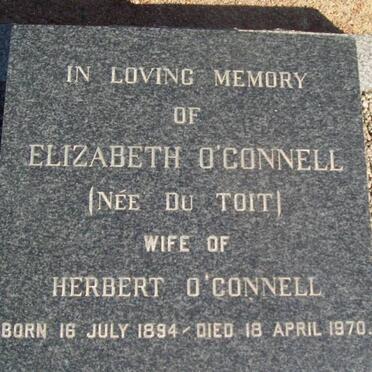 IN LOVING MEMORY
OF
ELIZABETH O'CONNELL
(NÉE DU TOIT)
WIFE OF
HERBERT O'CONNELL
BORN 16 JULY 1894 - DIED 18 APRIL 1970.